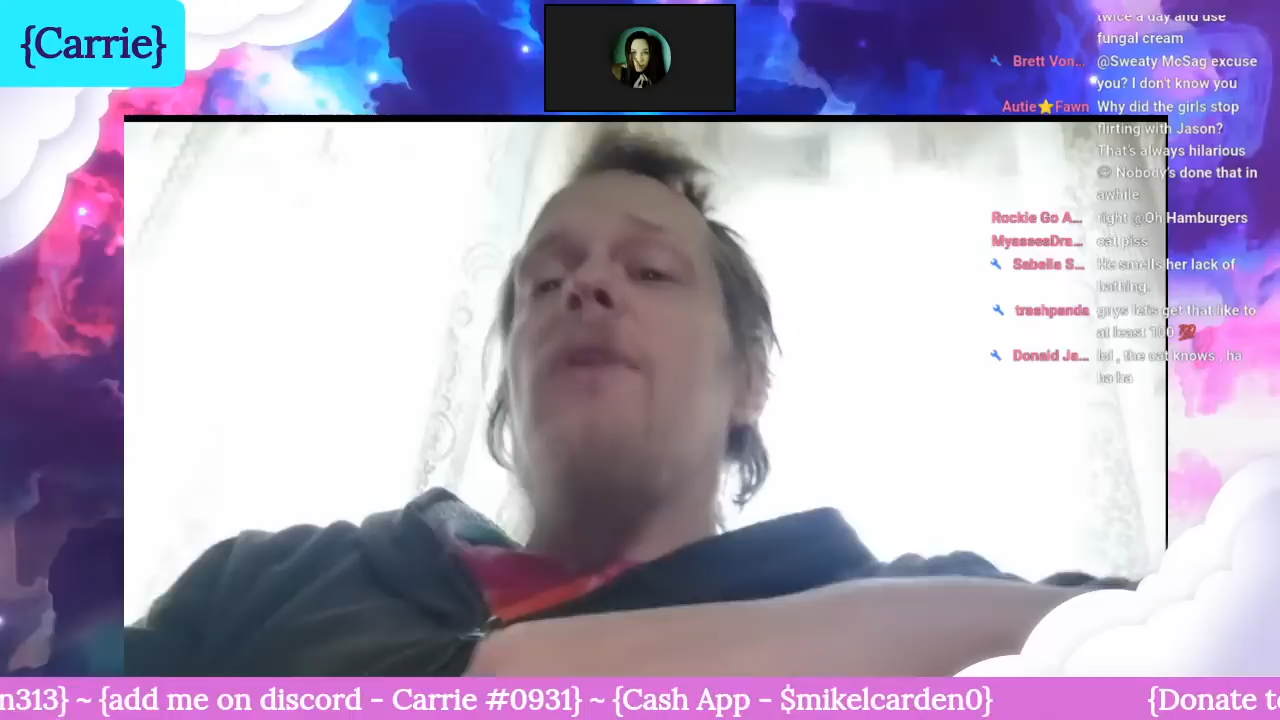 {Carrie}
twice a day and use
fungal cream
Brett Von... @Sweaty McSag excuse
you? I don't know you
Autie⭐Fawn Why did the girls stop
flirting with Jason?
That's always hilarious
Nobody's done that in
awhile
Rockie Go A... right @Oh Hamburgers
MyassesDra... cat piss
Sabella S... He smells her lack of
bathing.
trashpanda guys lets get that like to
at least 100 💯
Donald Ja... lol , the cat knows , ha
ha ha
n313} ~ {add me on discord - Carrie #0931} ~ {Cash App - $mikelcarden0} {Donate t